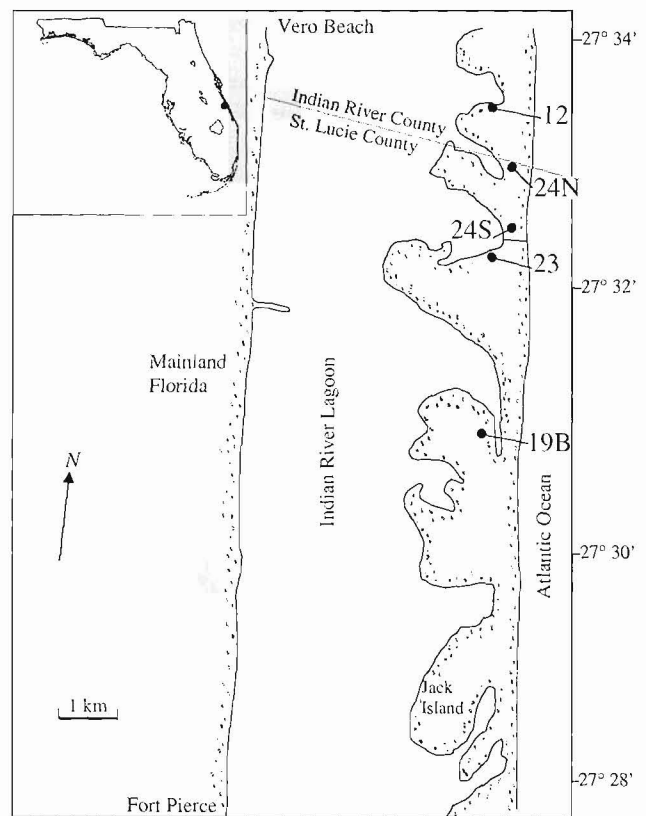 Vero Beach
27° 34'
Indian River County
St. Lucie County
12
24N
24S
23
27° 32'
Mainland
Florida
Indian River Lagoon
19B
N
Atlantic Ocean
27° 30'
Jack
Island
1 km
27° 28'
Fort Pierce